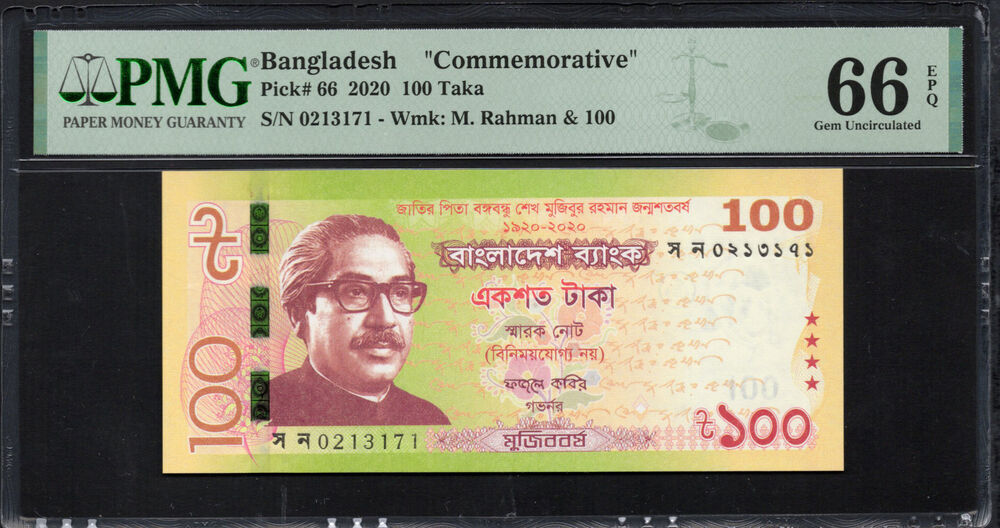 PMG® Bangladesh "Commemorative"
PAPER MONEY GUARANTY
Pick# 66 2020 100 Taka
S/N 0213171 - Wmk: M. Rahman & 100
66 EPQ
Gem Uncirculated
জাতির পিতা বঙ্গবন্ধু শেখ মুজিবুর রহমান জন্মশতবর্ষ
১৯২০-২০২০
100
৳
বাংলাদেশ ব্যাংক
স ন ০২১৩১৭১
একশত টাকা
স্মারক নোট
(বিনিময়যোগ্য নয়)
ফজলে কবির
গভর্নর
100
100
স ন 0213171
মুজিববর্ষ
৳১০০